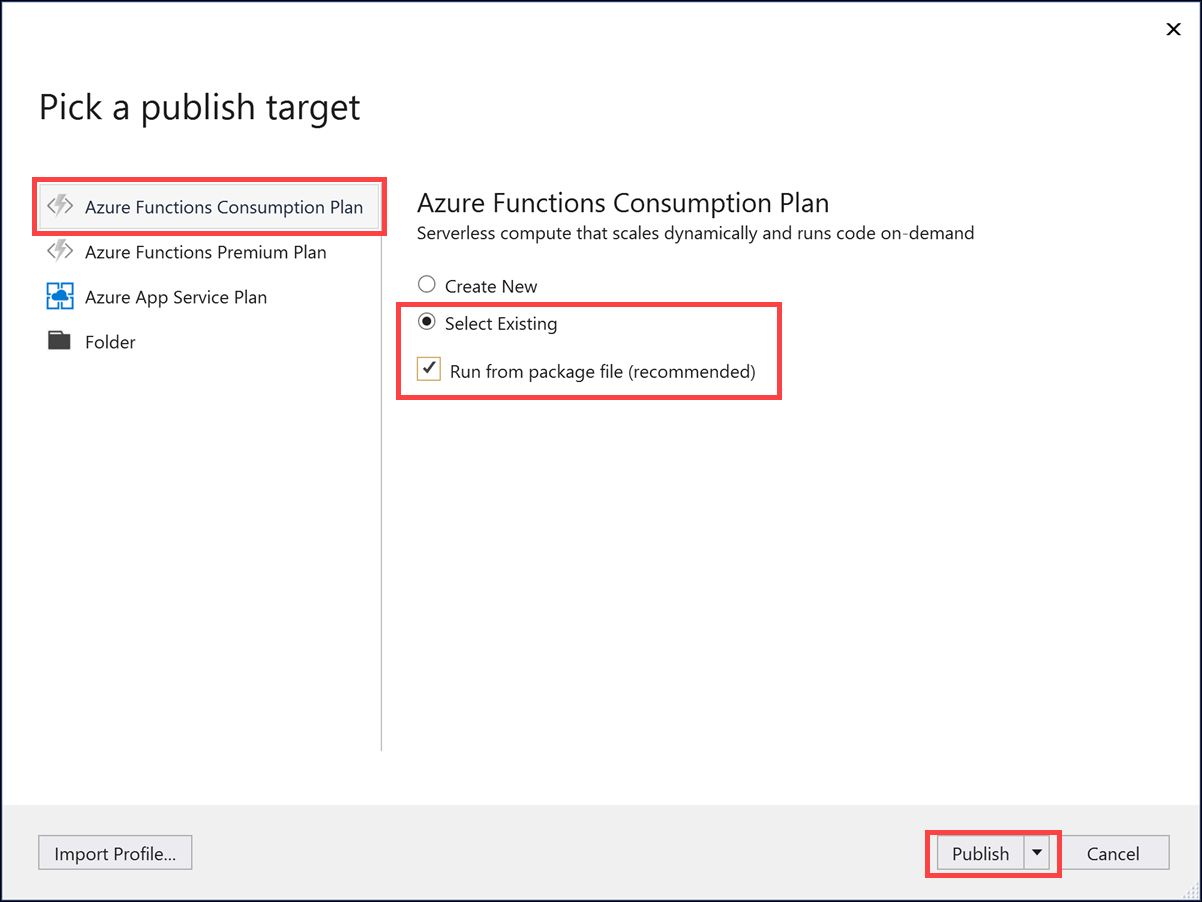 Pick a publish target
Azure Functions Consumption Plan
Azure Functions Premium Plan
Azure App Service Plan
Folder
Azure Functions Consumption Plan
Serverless compute that scales dynamically and runs code on-demand
Create New
Select Existing
Run from package file (recommended)
Import Profile...
Publish
Cancel